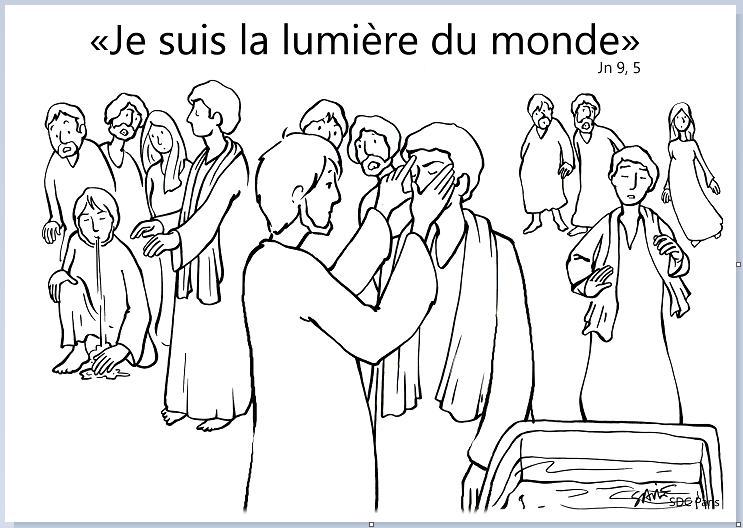 «Je suis la lumière du monde»
Jn 9, 5
SDC Paris